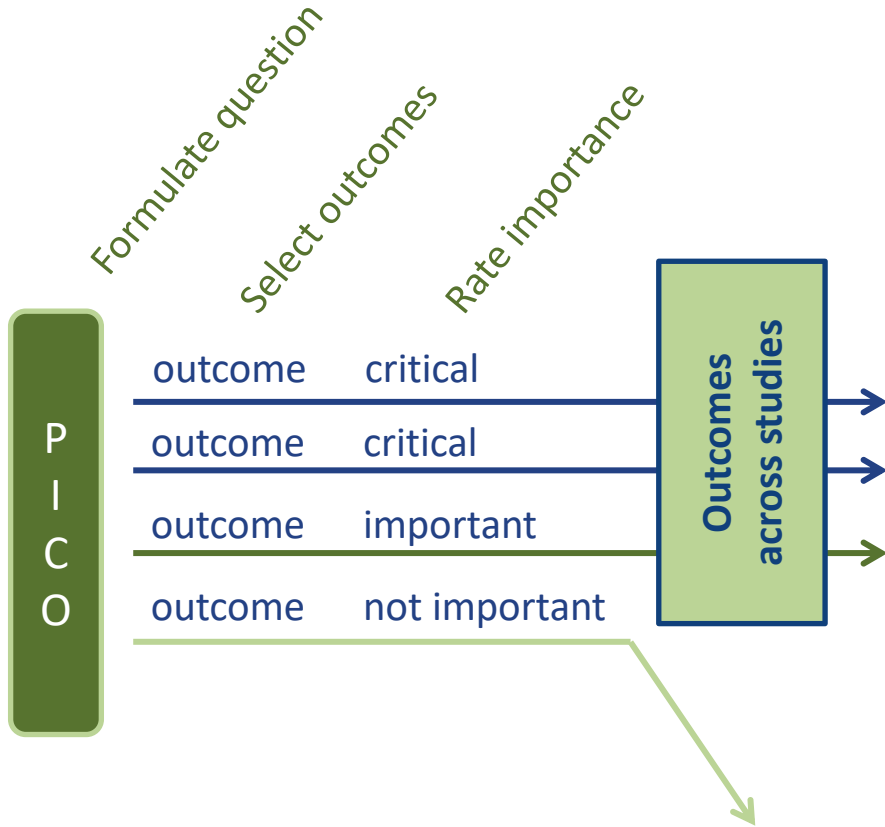 Formulate question
Select outcomes
Rate importance
P
I
C
O
outcome critical
outcome critical
outcome important
outcome not important
Outcomes
across studies